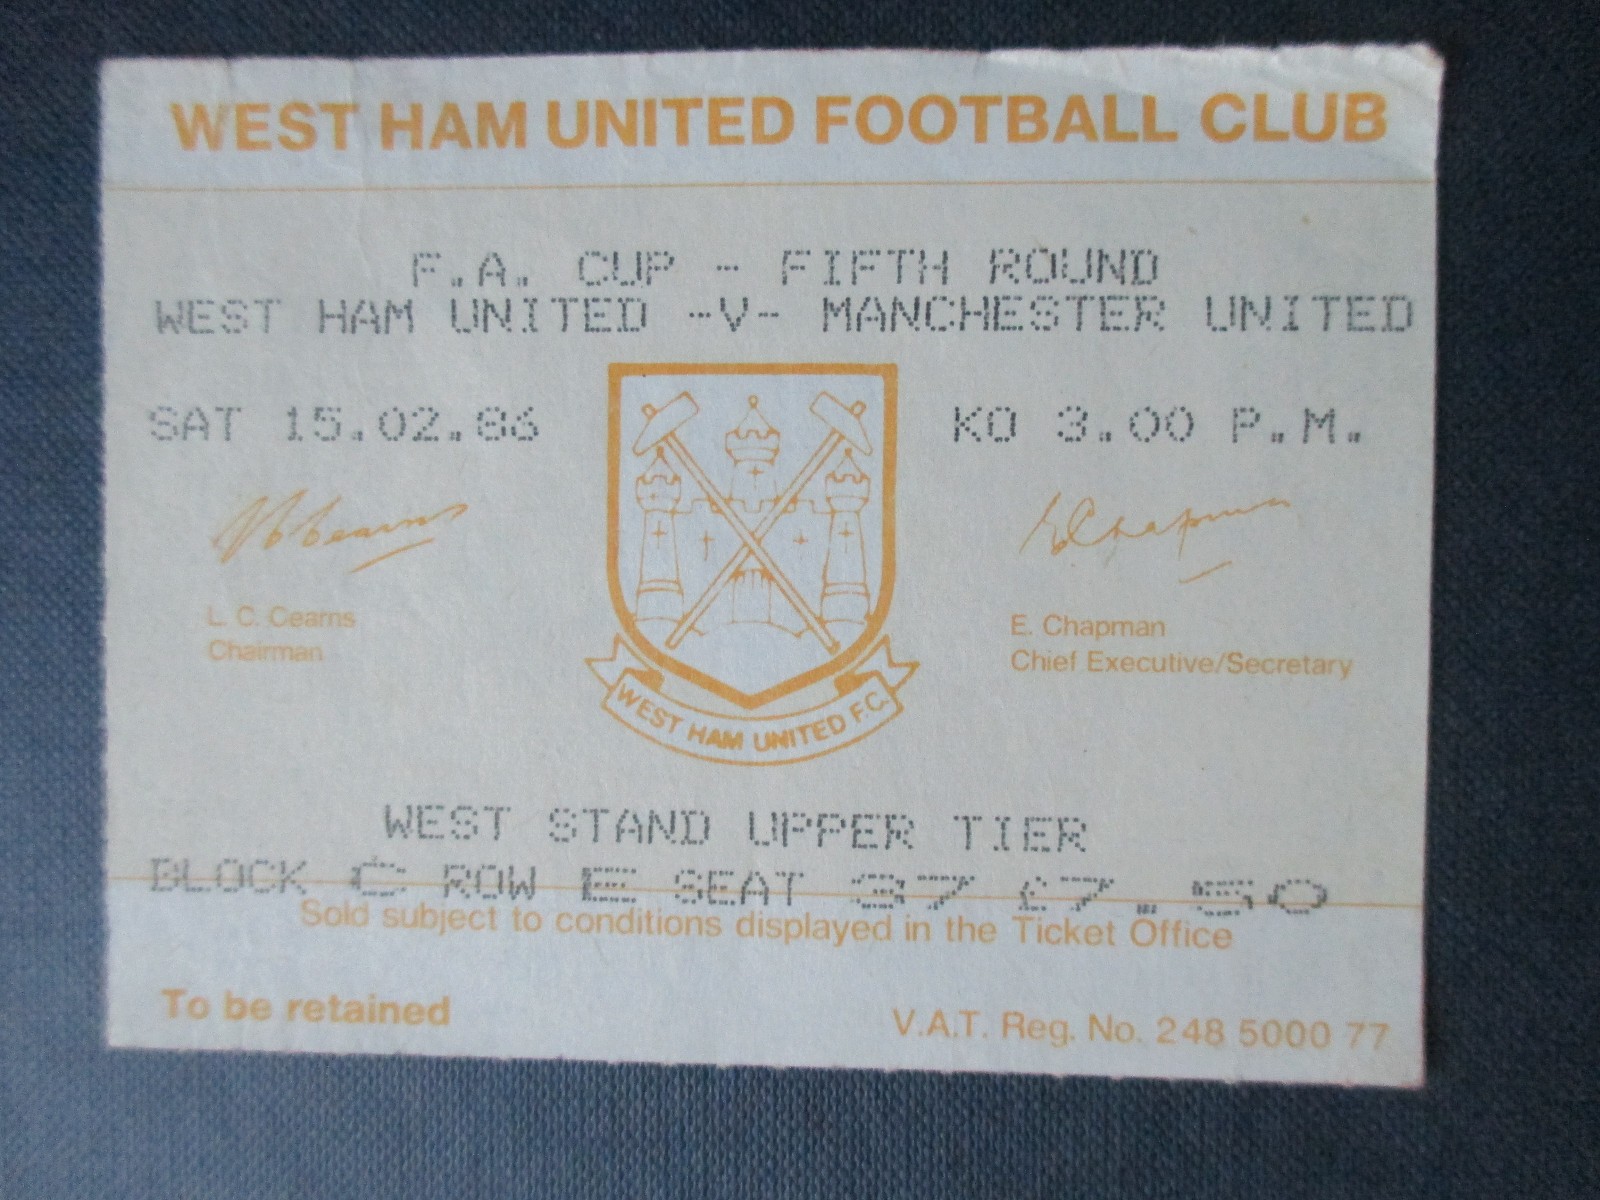 WEST HAM UNITED FOOTBALL CLUB
F.A. CUP - FIFTH ROUND
WEST HAM UNITED -V- MANCHESTER UNITED
SAT 15.02.86
KO 3.00 P.M.
L. C. Cearns
E. Chapman
L. C. Cearns
Chairman
E. Chapman
Chief Executive/Secretary
WEST HAM UNITED F.C.
WEST STAND UPPER TIER
BLOCK C ROW E SEAT 37 £7.50
Sold subject to conditions displayed in the Ticket Office
To be retained
V.A.T. Reg. No. 248 5000 77